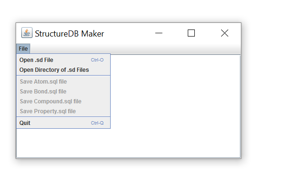 StructureDB Maker
File
Open .sd File Ctrl-O
Open Directory of .sd Files
Save Atom.sql file
Save Bond.sql file
Save Compound.sql file
Save Property.sql file
Quit Ctrl-Q